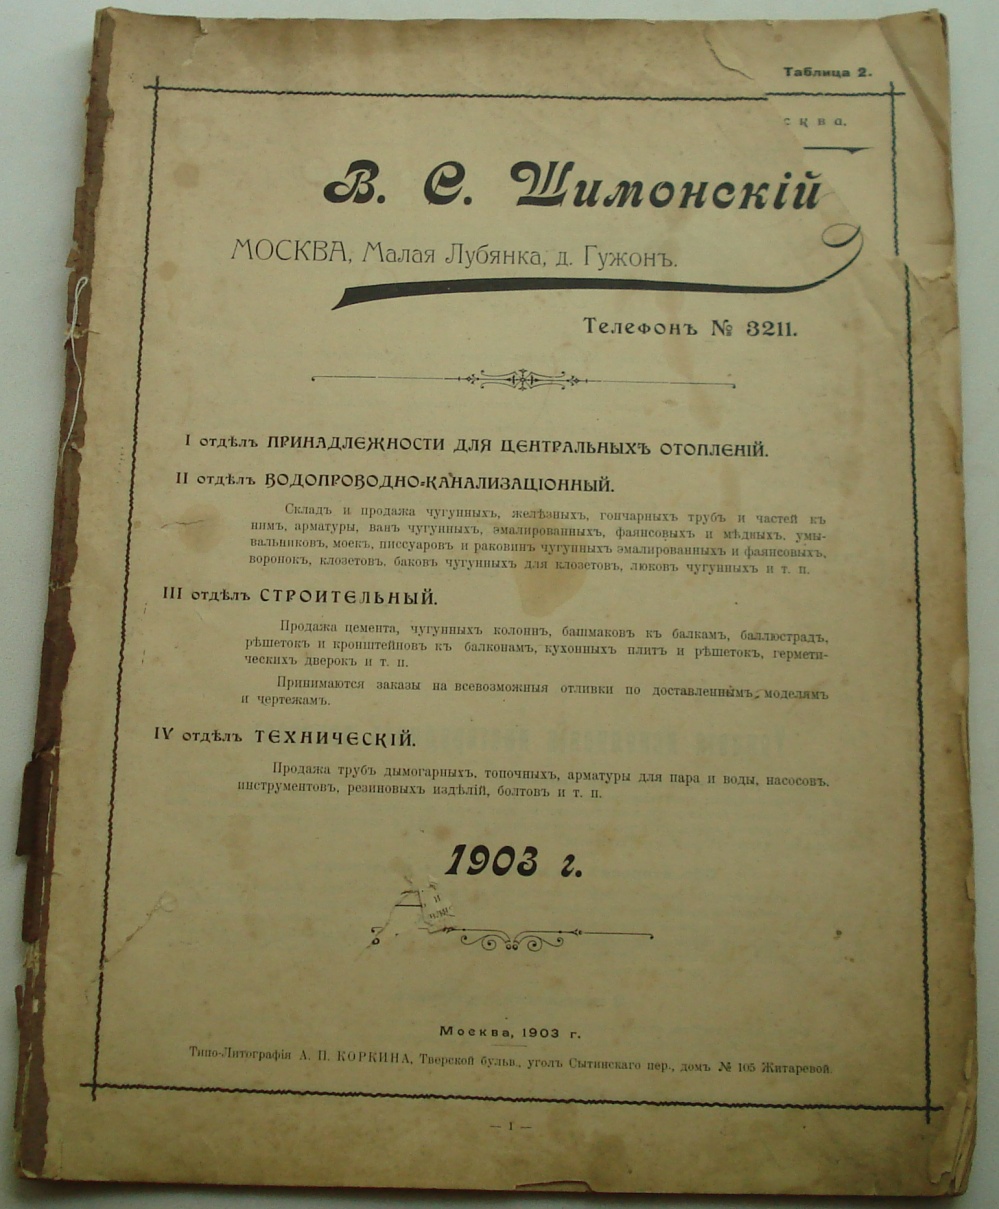 Таблица 2.
сква.
В. С. Шимонскій
МОСКВА, Малая Лубянка, д. Гужонъ.
Телефонъ № 3211.
I отдѣлъ ПРИНАДЛЕЖНОСТИ ДЛЯ ЦЕНТРАЛЬНЫХЪ ОТОПЛЕНІЙ.
II отдѣлъ ВОДОПРОВОДНО-КАНАЛИЗАЦІОННЫЙ.
Складъ и продажа чугунныхъ, желѣзныхъ, гончарныхъ трубъ и частей къ
нимъ, арматуры, ванъ чугунныхъ, эмалированныхъ, фаянсовыхъ и мѣдныхъ, умы-
вальниковъ, моекъ, писсуаровъ и раковинъ чугунныхъ эмалированныхъ и фаянсовыхъ,
воронокъ, клозетовъ, баковъ чугунныхъ для клозетовъ, люковъ чугунныхъ и т. п.
III отдѣлъ СТРОИТЕЛЬНЫЙ.
Продажа цемента, чугунныхъ колоннъ, башмаковъ къ балкамъ, баллюстрадъ,
рѣшетокъ и кронштейновъ къ балконамъ, кухонныхъ плитъ и рѣшетокъ, гермети-
ческихъ дверокъ и т. п.
Принимаются заказы на всевозможныя отливки по доставленнымъ моделямъ
и чертежамъ.
IV отдѣлъ ТЕХНИЧЕСКІЙ.
Продажа трубъ дымогарныхъ, топочныхъ, арматуры для пара и воды, насосовъ,
инструментовъ, резиновыхъ издѣлій, болтовъ и т. п.
1903 г.
и
Москва, 1903 г.
Типо-Литографія А. П. КОРКИНА, Тверской бульв., уголъ Сытинскаго пер., домъ № 105 Житаревой.
— 1 —